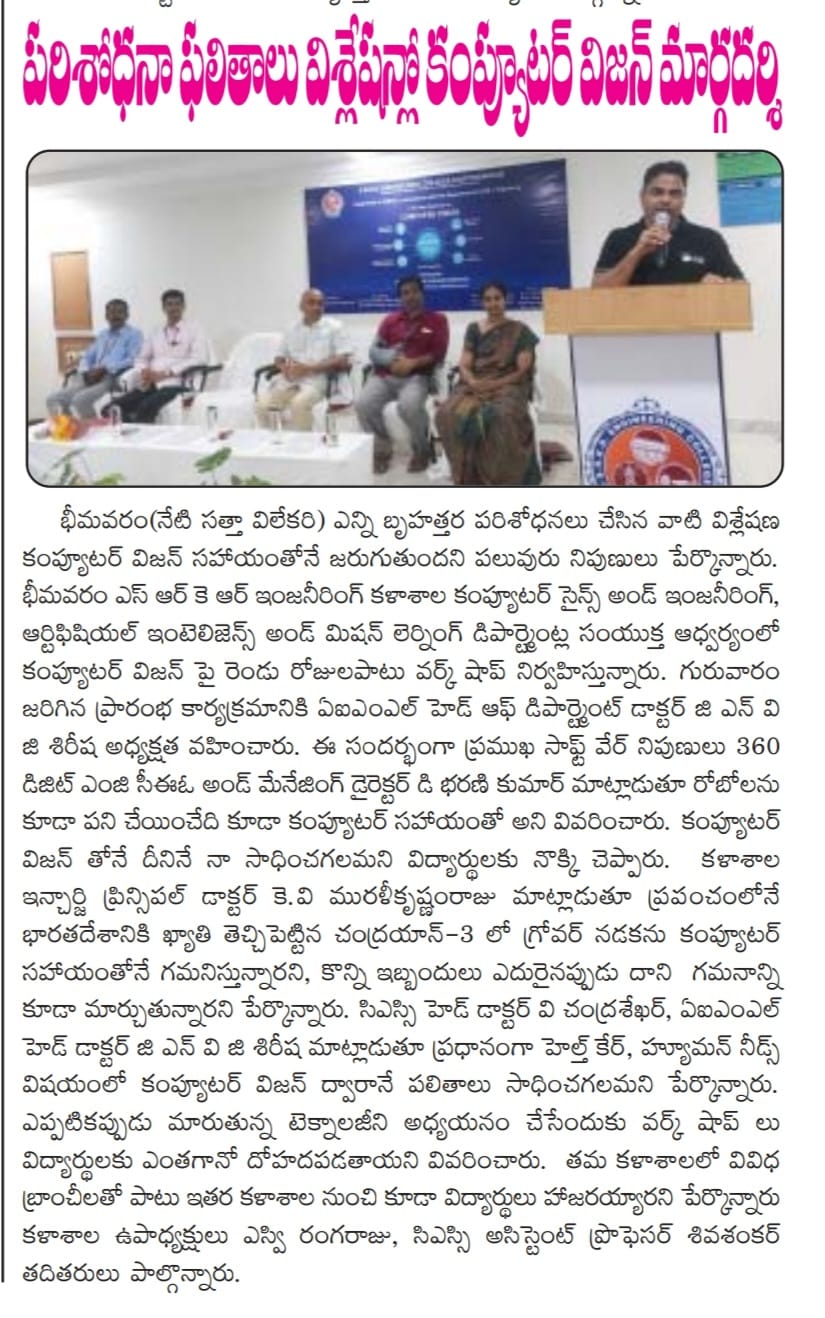 పరిశోధనా ఫలితాలు విశ్లేషన్లో కంప్యూటర్ విజన్ మార్గదర్శి
ENGINEERING COLLEGE
భీమవరం(నేటి సత్తా విలేకరి) ఎన్ని బృహత్తర పరిశోధనలు చేసిన వాటి విశ్లేషణ
కంప్యూటర్ విజన్ సహాయంతోనే జరుగుతుందని పలువురు నిపుణులు పేర్కొన్నారు.
భీమవరం ఎస్ ఆర్ కె ఆర్ ఇంజనీరింగ్ కళాశాల కంప్యూటర్ సైన్స్ అండ్ ఇంజనీరింగ్,
ఆర్టిఫిషియల్ ఇంటెలిజెన్స్ అండ్ మిషన్ లెర్నింగ్ డిపార్ట్మెంట్ల సంయుక్త ఆధ్వర్యంలో
కంప్యూటర్ విజన్ పై రెండు రోజులపాటు వర్క్ షాప్ నిర్వహిస్తున్నారు. గురువారం
జరిగిన ప్రారంభ కార్యక్రమానికి ఏఐఎంఎల్ హెడ్ ఆఫ్ డిపార్ట్మెంట్ డాక్టర్ జి ఎన్ వి
జి శిరీష అధ్యక్షత వహించారు. ఈ సందర్భంగా ప్రముఖ సాఫ్ట్ వేర్ నిపుణులు 360
డిజిట్ ఎంజి సీఈఓ అండ్ మేనేజింగ్ డైరెక్టర్ డి భరణి కుమార్ మాట్లాడుతూ రోబోలను
కూడా పని చేయించేది కూడా కంప్యూటర్ సహాయంతో అని వివరించారు. కంప్యూటర్
విజన్ తోనే దీనినే నా సాధించగలమని విద్యార్థులకు నొక్కి చెప్పారు. కళాశాల
ఇన్చార్జి ప్రిన్సిపల్ డాక్టర్ కె.వి మురళీకృష్ణంరాజు మాట్లాడుతూ ప్రపంచంలోనే
భారతదేశానికి ఖ్యాతి తెచ్చిపెట్టిన చంద్రయాన్-3 లో గ్రోవర్ నడకను కంప్యూటర్
సహాయంతోనే గమనిస్తున్నారని, కొన్ని ఇబ్బందులు ఎదురైనప్పుడు దాని గమనాన్ని
కూడా మార్చుతున్నారని పేర్కొన్నారు. సిఎస్సి హెడ్ డాక్టర్ వి చంద్రశేఖర్, ఏఐఎంఎల్
హెడ్ డాక్టర్ జి ఎన్ వి జి శిరీష మాట్లాడుతూ ప్రధానంగా హెల్త్ కేర్, హ్యూమన్ నీడ్స్
విషయంలో కంప్యూటర్ విజన్ ద్వారానే పలితాలు సాధించగలమని పేర్కొన్నారు.
ఎప్పటికప్పుడు మారుతున్న టెక్నాలజీని అధ్యయనం చేసేందుకు వర్క్ షాప్ లు
విద్యార్థులకు ఎంతగానో దోహదపడతాయని వివరించారు. తమ కళాశాలలో వివిధ
బ్రాంచీలతో పాటు ఇతర కళాశాల నుంచి కూడా విద్యార్థులు హాజరయ్యారని పేర్కొన్నారు
కళాశాల ఉపాధ్యక్షులు ఎస్వి రంగరాజు, సిఎస్సి అసిస్టెంట్ ప్రొఫెసర్ శివశంకర్
తదితరులు పాల్గొన్నారు.